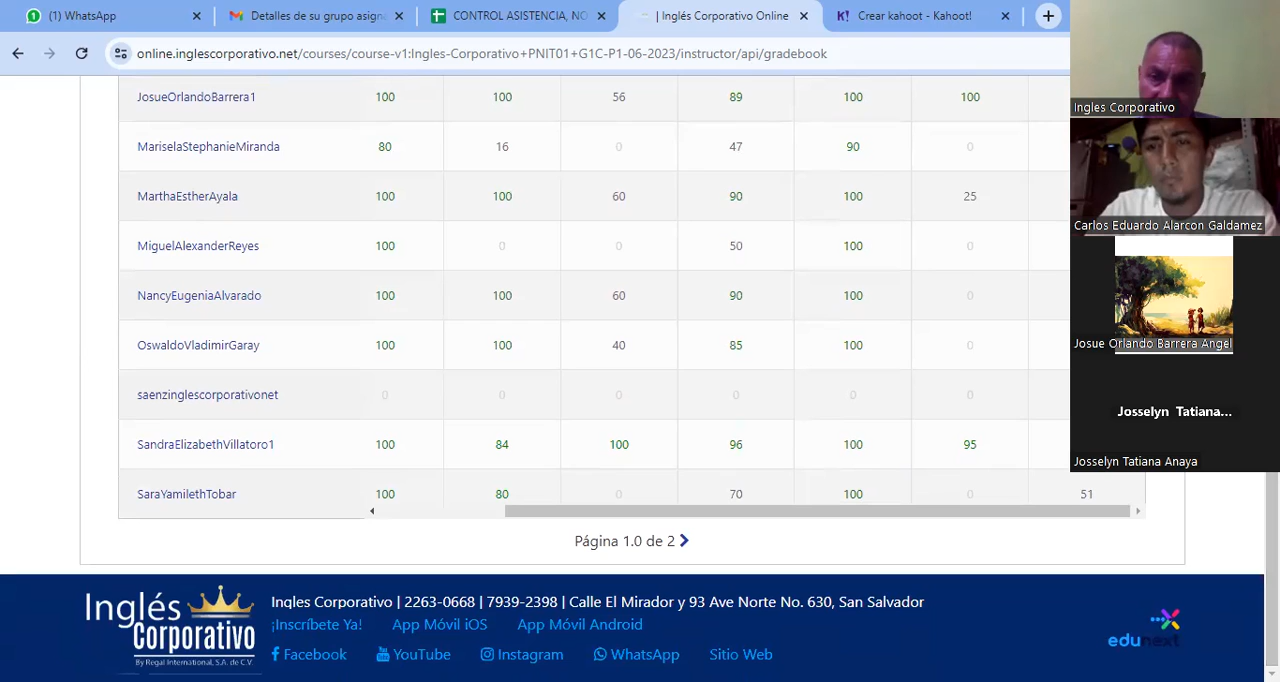 (1) WhatsApp
Detalles de su grupo asigna
CONTROL ASISTENCIA, NO
| Inglés Corporativo Online
Crear kahoot - Kahoot!
online.inglescorporativo.net/courses/course-v1:Ingles-Corporativo+PNIT01+G1C-P1-06-2023/instructor/api/gradebook
JosueOrlandoBarrera1 100 100 56 89 100 100
MariselaStephanieMiranda 80 16 0 47 90 0
MarthaEstherAyala 100 100 60 90 100 25
MiguelAlexanderReyes 100 0 0 50 100 0
NancyEugeniaAlvarado 100 100 60 90 100 0
OswaldoVladimirGaray 100 100 40 85 100 0
saenzinglescorporativonet 0 0 0 0 0 0
SandraElizabethVillatoro1 100 84 100 96 100 95
SaraYamilethTobar 100 80 0 70 100 0 51
Página 1.0 de 2
Inglés Corporativo
By Regal International, S.A. de C.V.
Ingles Corporativo | 2263-0668 | 7939-2398 | Calle El Mirador y 93 Ave Norte No. 630, San Salvador
¡Inscríbete Ya! App Móvil iOS App Móvil Android
Facebook YouTube Instagram WhatsApp Sitio Web
edunext
Ingles Corporativo
Carlos Eduardo Alarcon Galdamez
Josue Orlando Barrera Angel
Josselyn Tatiana...
Josselyn Tatiana Anaya